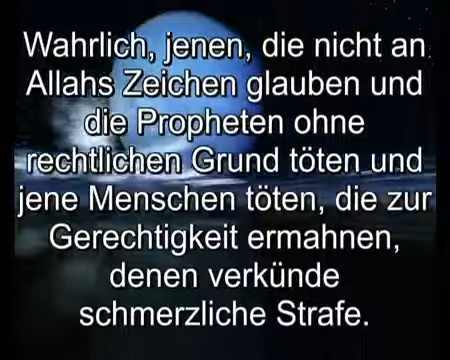 Wahrlich, jenen, die nicht an
Allahs Zeichen glauben und
die Propheten ohne
rechtlichen Grund töten und
jene Menschen töten, die zur
Gerechtigkeit ermahnen,
denen verkünde
schmerzliche Strafe.